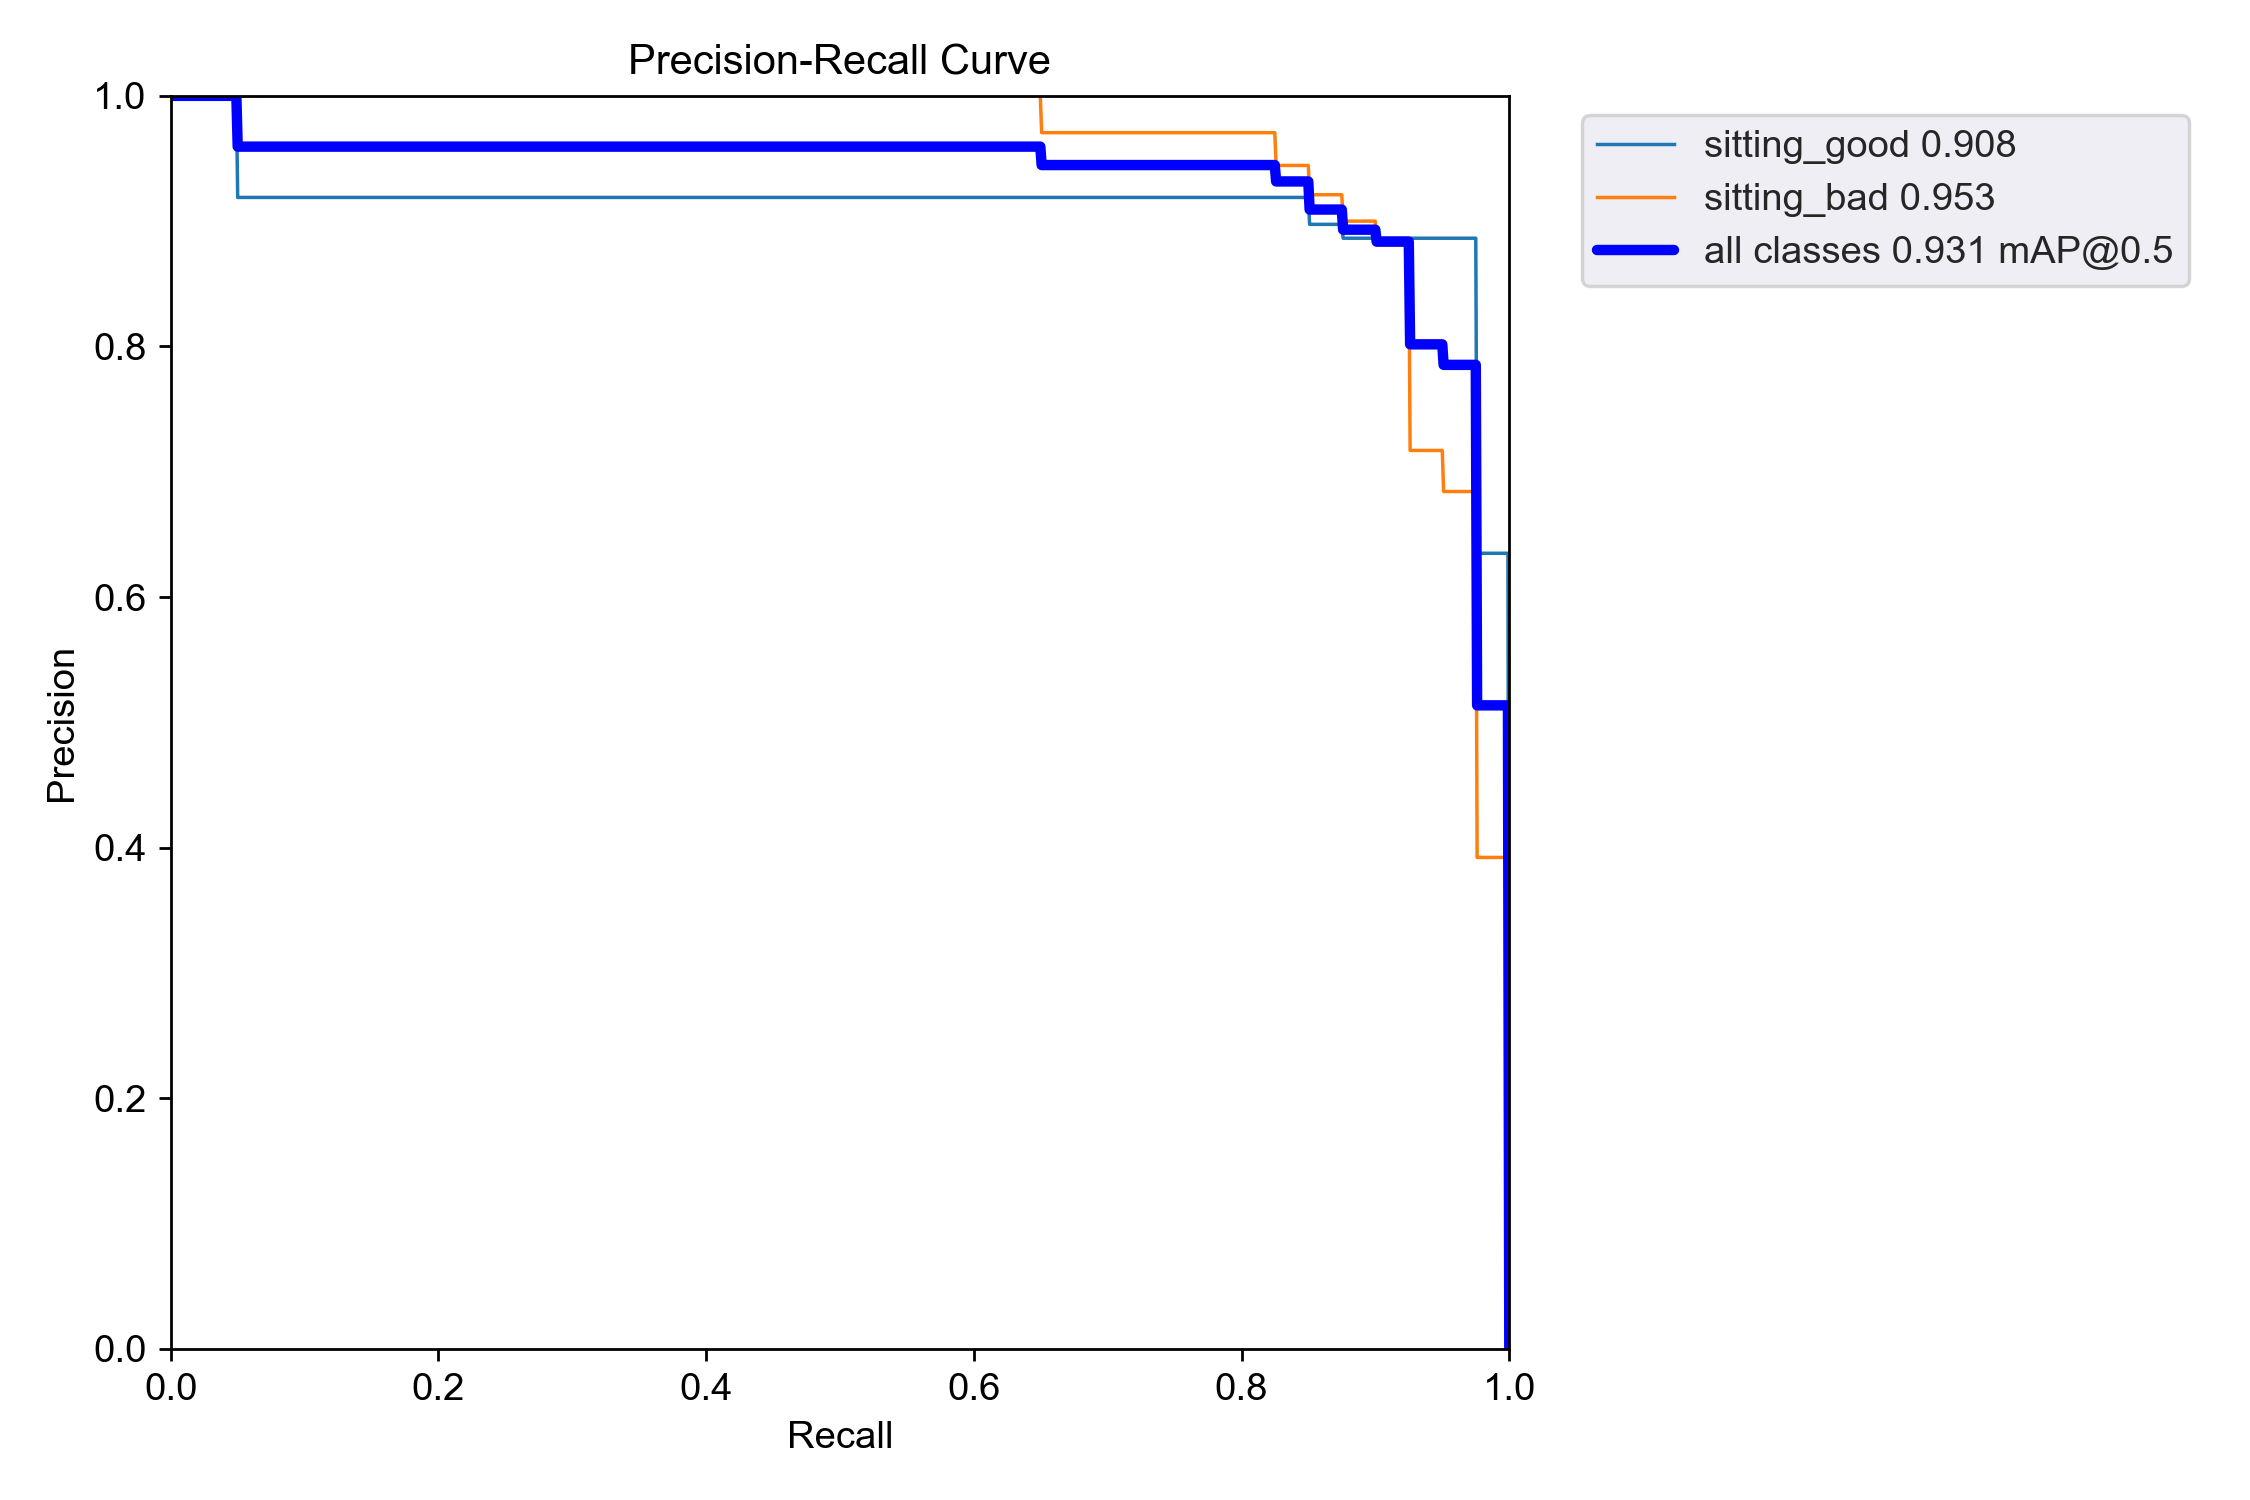 Precision-Recall Curve
1.0
0.8
0.6
0.4
0.2
0.0
Precision
0.0 0.2 0.4 0.6 0.8 1.0
Recall
sitting_good 0.908
sitting_bad 0.953
all classes 0.931 mAP@0.5